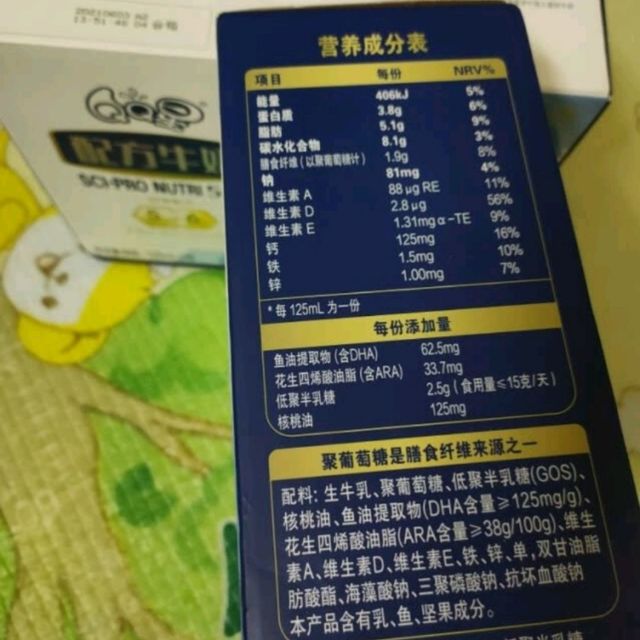 20210203 A2
13:51:46 04 合格
配方牛奶
SCI-PRO NUTRI 5
营养成分表
项目 每份 NRV%
能量 406kJ 5%
蛋白质 3.8g 6%
脂肪 5.1g 9%
碳水化合物 8.1g 3%
膳食纤维(以聚葡萄糖计) 1.9g 8%
钠 81mg 4%
维生素A 88μg RE 11%
维生素D 2.8μg 56%
维生素E 1.31mgα-TE 9%
钙 125mg 16%
铁 1.5mg 10%
锌 1.00mg 7%
*每125mL为一份
每份添加量
鱼油提取物(含DHA) 62.5mg
花生四烯酸油脂(含ARA) 33.7mg
低聚半乳糖 2.5g(食用量≤15克/天)
核桃油 125mg
聚葡萄糖是膳食纤维来源之一
配料:生牛乳、聚葡萄糖、低聚半乳糖(GOS)、
核桃油、鱼油提取物(DHA含量≥125mg/g)、
花生四烯酸油脂(ARA含量≥38g/100g)、维生
素A、维生素D、维生素E、铁、锌、单,双甘油脂
肪酸酯、海藻酸钠、三聚磷酸钠、抗坏血酸钠
本产品含有乳、鱼、坚果成分。